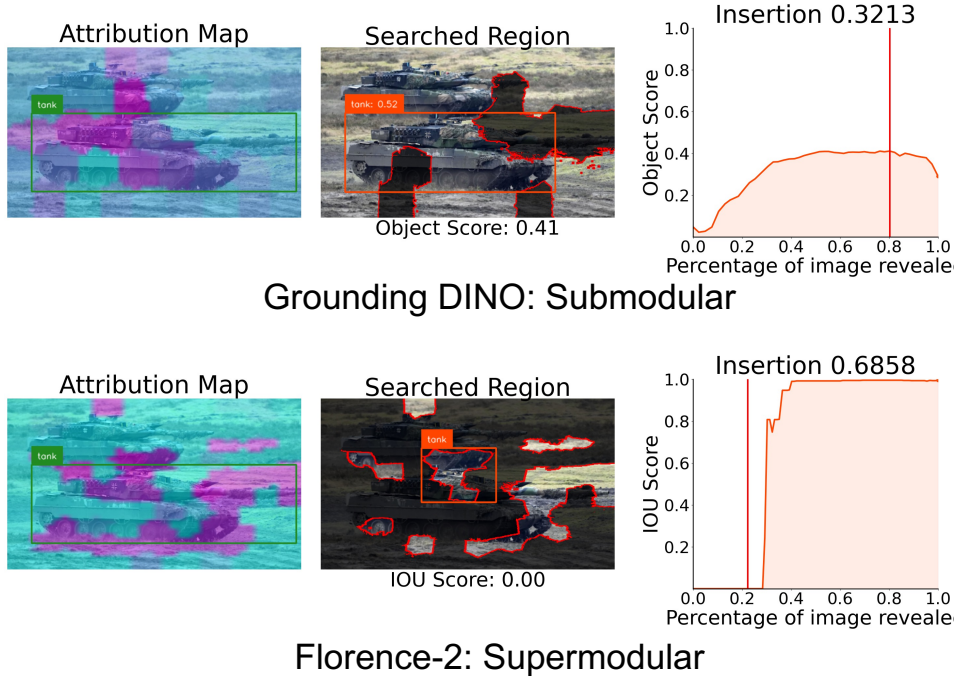 Attribution Map
Searched Region
Insertion 0.3213
tank
tank: 0.52
Object Score: 0.41
Object Score
1.0
0.8
0.6
0.4
0.2
0.0 0.2 0.4 0.6 0.8 1.0
Percentage of image revealed
Grounding DINO: Submodular
Attribution Map
Searched Region
Insertion 0.6858
tank
tank
IOU Score: 0.00
IOU Score
1.0
0.8
0.6
0.4
0.2
0.0 0.2 0.4 0.6 0.8 1.0
Percentage of image revealed
Florence-2: Supermodular